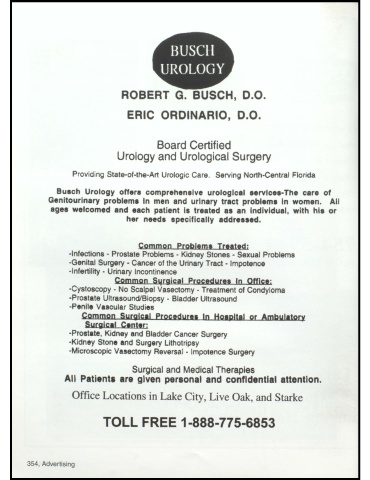 BUSCH
UROLOGY
ROBERT G. BUSCH, D.O.
ERIC ORDINARIO, D.O.
Board Certified
Urology and Urological Surgery
Providing State-of-the-Art Urologic Care. Serving North-Central Florida
Busch Urology offers comprehensive urological services-The care of
Genitourinary problems in men and urinary tract problems in women. All
ages welcomed and each patient is treated as an individual, with his or
her needs specifically addressed.
Common Problems Treated:
-Infections - Prostate Problems - Kidney Stones - Sexual Problems
-Genital Surgery - Cancer of the Urinary Tract - Impotence
-Infertility - Urinary Incontinence
Common Surgical Procedures In Office:
-Cystoscopy - No Scalpel Vasectomy - Treatment of Condyloma
-Prostate Ultrasound/Biopsy - Bladder Ultrasound
-Penile Vascular Studies
Common Surgical Procedures In Hospital or Ambulatory
Surgical Center:
-Prostate, Kidney and Bladder Cancer Surgery
-Kidney Stone and Surgery Lithotripsy
-Microscopic Vasectomy Reversal - Impotence Surgery
Surgical and Medical Therapies
All Patients are given personal and confidential attention.
Office Locations in Lake City, Live Oak, and Starke
TOLL FREE 1-888-775-6853
354, Advertising